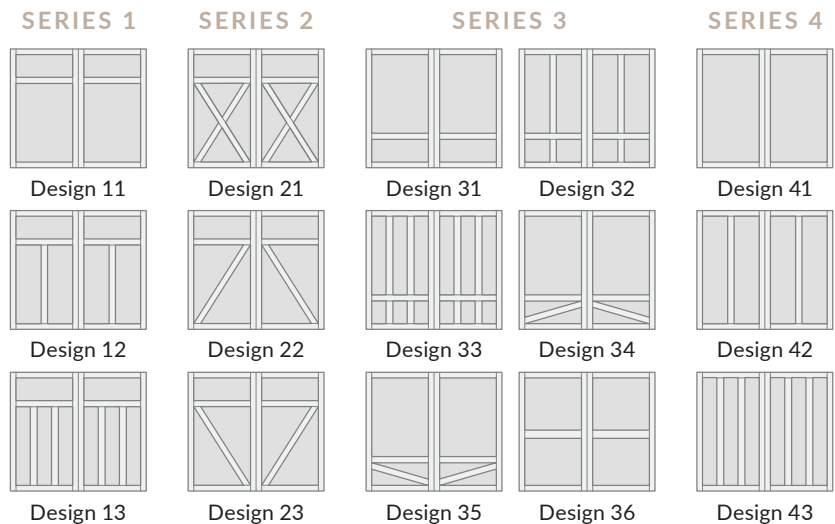 SERIES 1
SERIES 2
SERIES 3
SERIES 4
Design 11
Design 21
Design 31
Design 32
Design 41
Design 12
Design 22
Design 33
Design 34
Design 42
Design 13
Design 23
Design 35
Design 36
Design 43